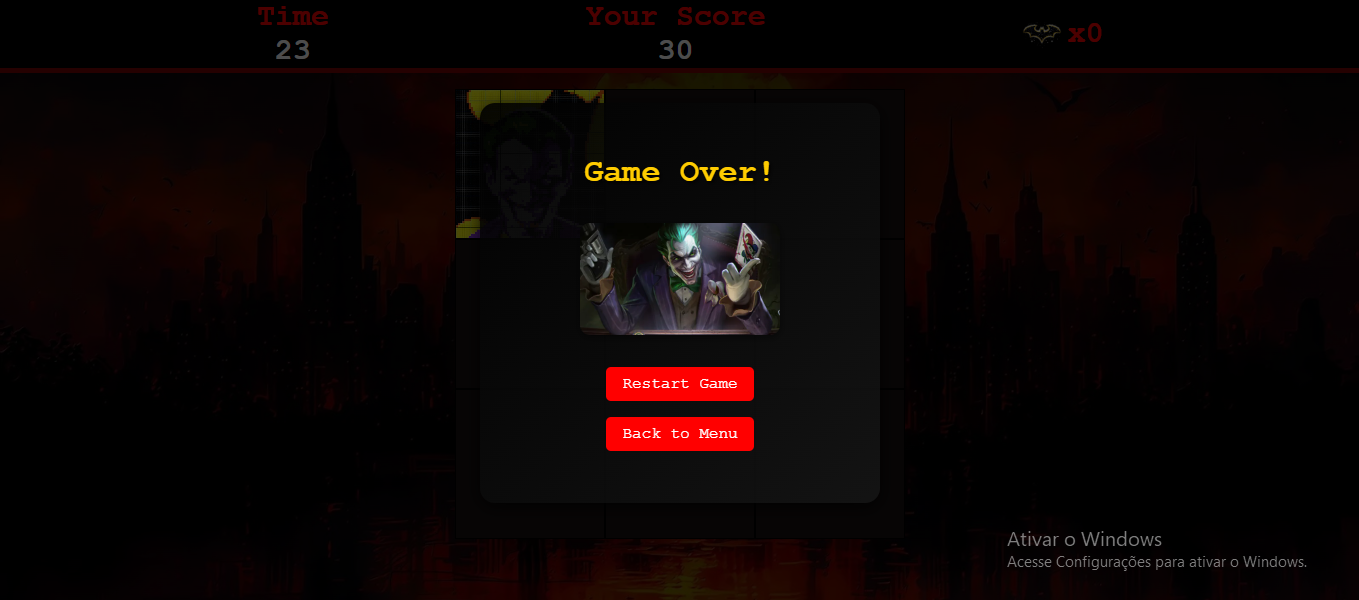 Time
Your Score
23
30
x0
Game Over!
Restart Game
Back to Menu
Ativar o Windows
Acesse Configurações para ativar o Windows.